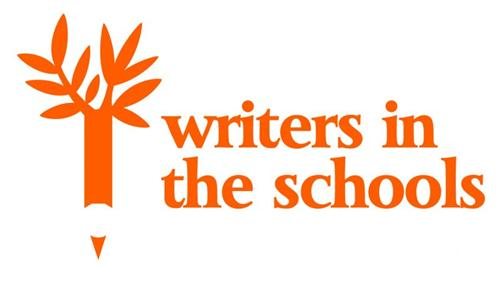 writers in
the schools